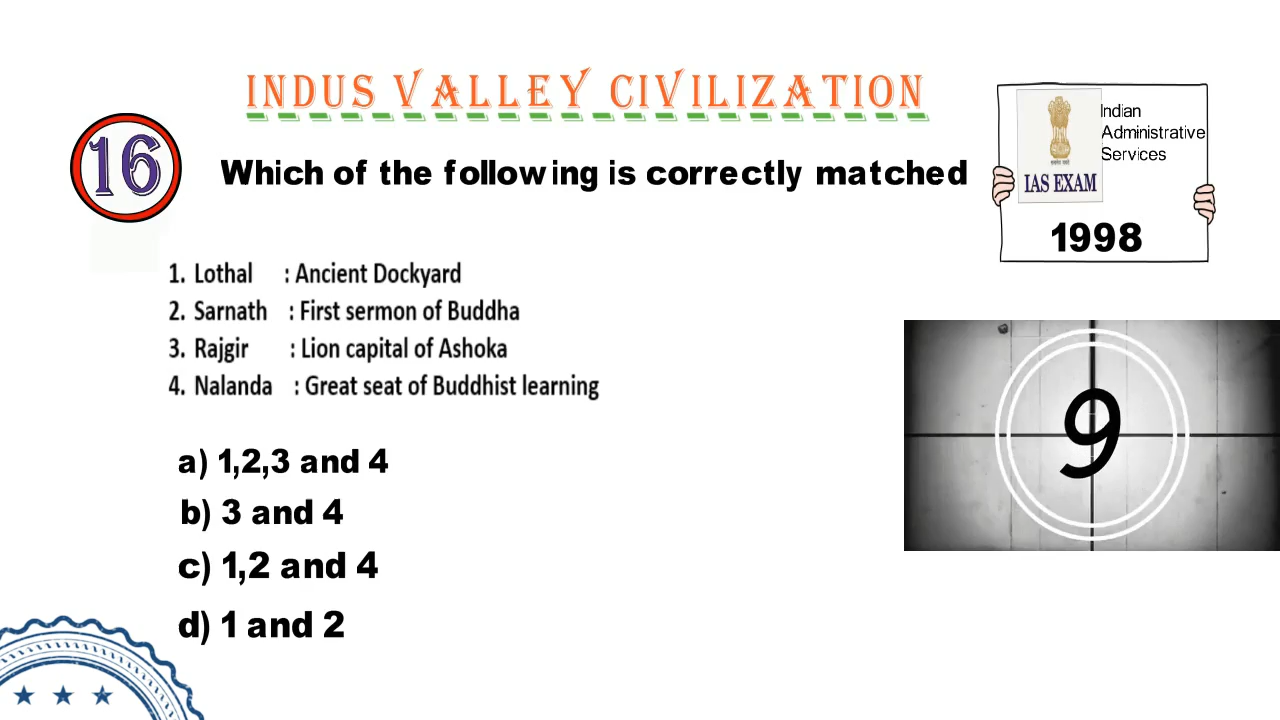 INDUS VALLEY CIVILIZATION
16
Which of the following is correctly matched
Indian
Administrative
Services
IAS EXAM
1998
1. Lothal : Ancient Dockyard
2. Sarnath : First sermon of Buddha
3. Rajgir : Lion capital of Ashoka
4. Nalanda : Great seat of Buddhist learning
9
a) 1,2,3 and 4
b) 3 and 4
c) 1,2 and 4
d) 1 and 2